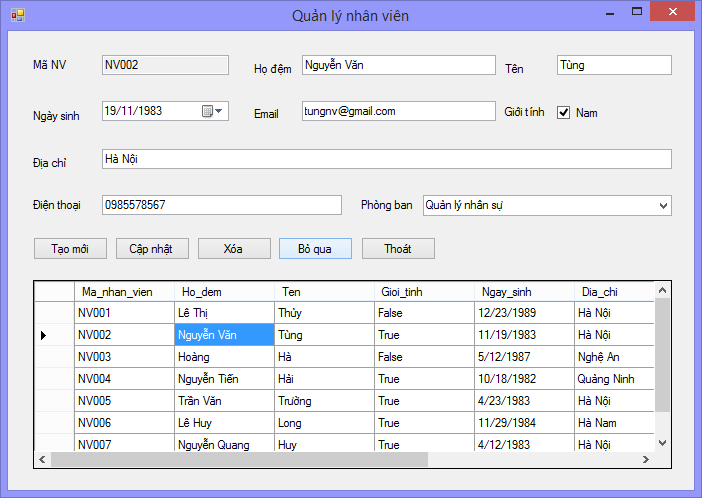 Quản lý nhân viên
Mã NV NV002 Họ đệm Nguyễn Văn Tên Tùng
Ngày sinh 19/11/1983 Email tungnv@gmail.com Giới tính Nam
Địa chỉ Hà Nội
Điện thoại 0985578567 Phòng ban Quản lý nhân sự
Tạo mới Cập nhật Xóa Bỏ qua Thoát
Ma_nhan_vien Ho_dem Ten Gioi_tinh Ngay_sinh Dia_chi
NV001 Lê Thị Thủy False 12/23/1989 Hà Nội
NV002 Nguyễn Văn Tùng True 11/19/1983 Hà Nội
NV003 Hoàng Hà False 5/12/1987 Nghệ An
NV004 Nguyễn Tiến Hải True 10/18/1982 Quảng Ninh
NV005 Trần Văn Trường True 4/23/1983 Hà Nội
NV006 Lê Huy Long True 11/29/1984 Hà Nam
NV007 Nguyễn Quang Huy True 4/12/1983 Hà Nội